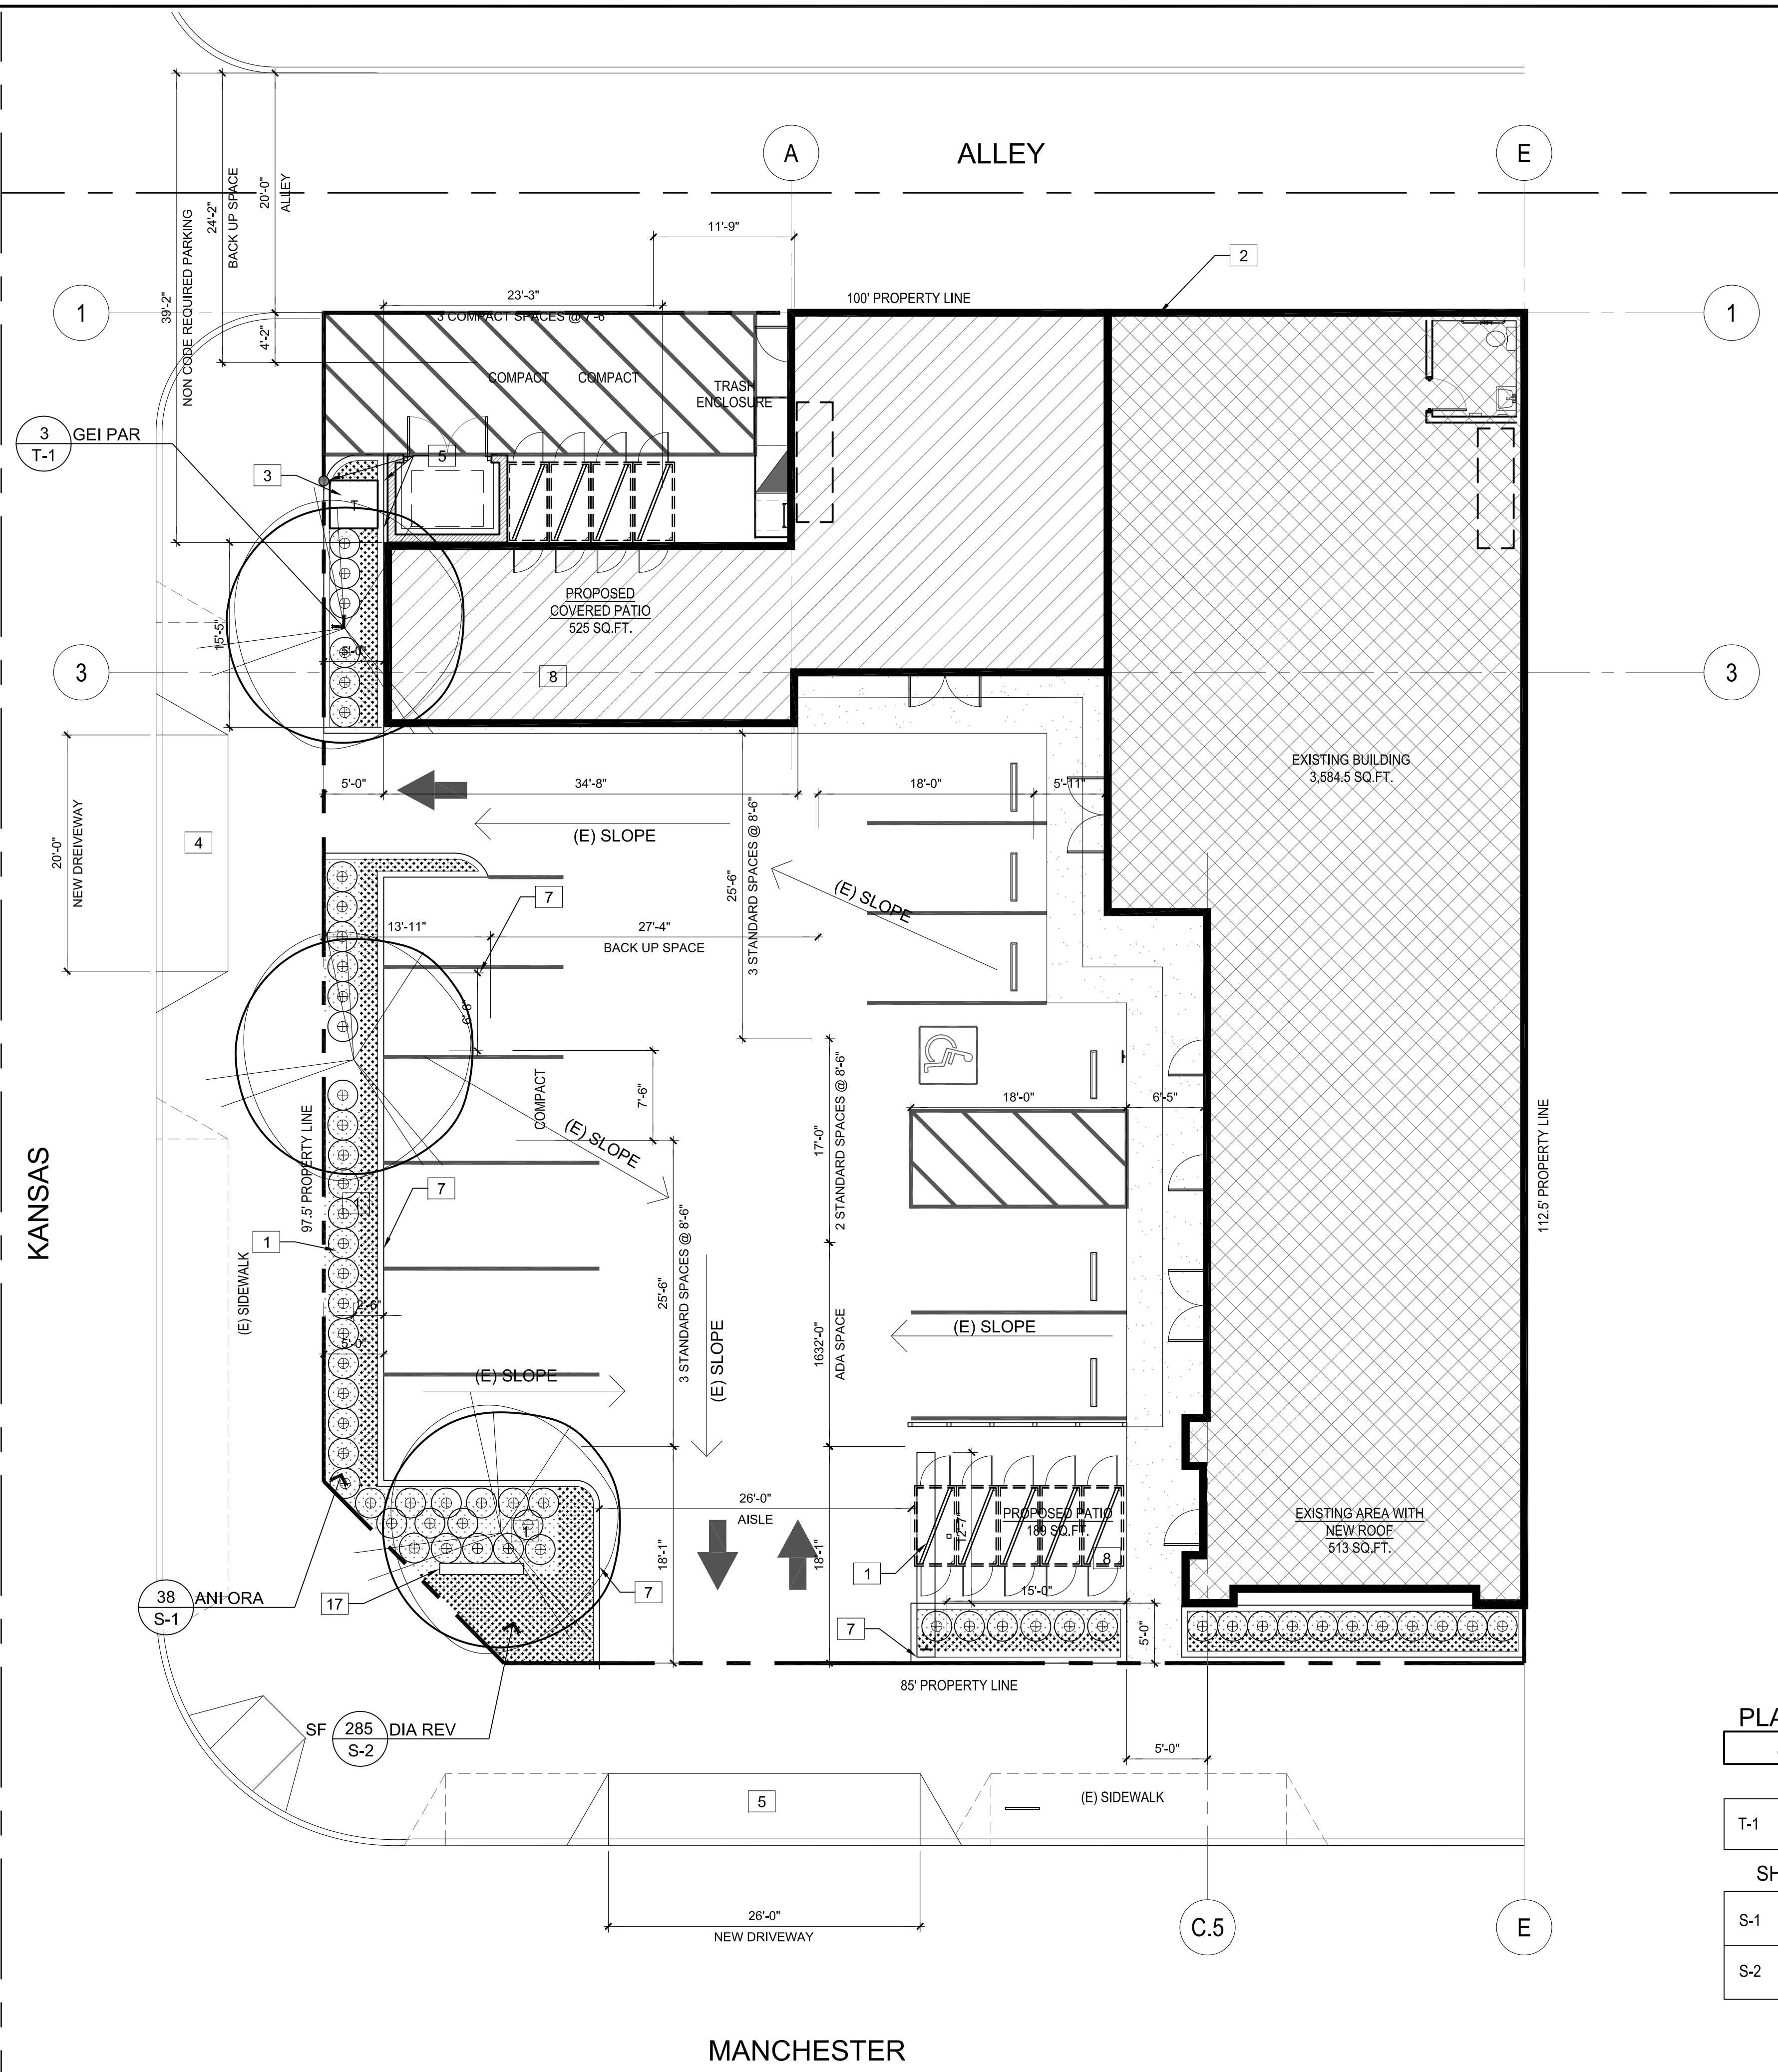 A
ALLEY
E
NON CODE REQUIRED PARKING
39'-2"
24'-2"
BACK UP SPACE
20'-0"
ALLEY
11'-9"
2
1
23'-3"
3 COMPACT SPACES @ 7'-6
100' PROPERTY LINE
1
4'-2"
COMPACT
COMPACT
TRASH
ENCLOSURE
3
T-1
GEI PAR
3
5
T
PROPOSED
COVERED PATIO
525 SQ.FT.
15'-5"
5'-0"
3
8
3
EXISTING BUILDING
3,584.5 SQ.FT.
5'-0"
34'-8"
18'-0"
5'-11"
20'-0"
NEW DREIVEWAY
4
(E) SLOPE
25'-6"
3 STANDARD SPACES @ 8'-6"
(E) SLOPE
7
13'-11"
27'-4"
BACK UP SPACE
COMPACT
7'-6"
(E) SLOPE
17'-0"
2 STANDARD SPACES @ 8'-6"
18'-0"
6'-5"
97.5' PROPERTY LINE
112.5' PROPERTY LINE
KANSAS
7
1
(E) SIDEWALK
5'-0"
25'-6"
3 STANDARD SPACES @ 8'-6"
(E) SLOPE
1632'-0"
ADA SPACE
(E) SLOPE
(E) SLOPE
26'-0"
AISLE
12'-7"
PROPOSED PATIO
189 SQ.FT.
EXISTING AREA WITH
NEW ROOF
513 SQ.FT.
1
18'-1"
18'-1"
1
8
15'-0"
38
S-1
ANI ORA
17
7
7
5'-0"
85' PROPERTY LINE
SF
285
S-2
DIA REV
5'-0"
5
(E) SIDEWALK
26'-0"
NEW DRIVEWAY
C.5
E
MANCHESTER
PLA
T-1
SH
S-1
S-2